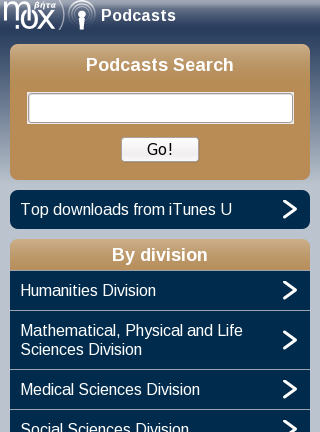 mox βήτα
Podcasts
Podcasts Search
Go!
Top downloads from iTunes U
By division
Humanities Division
Mathematical, Physical and Life
Sciences Division
Medical Sciences Division
Social Sciences Division